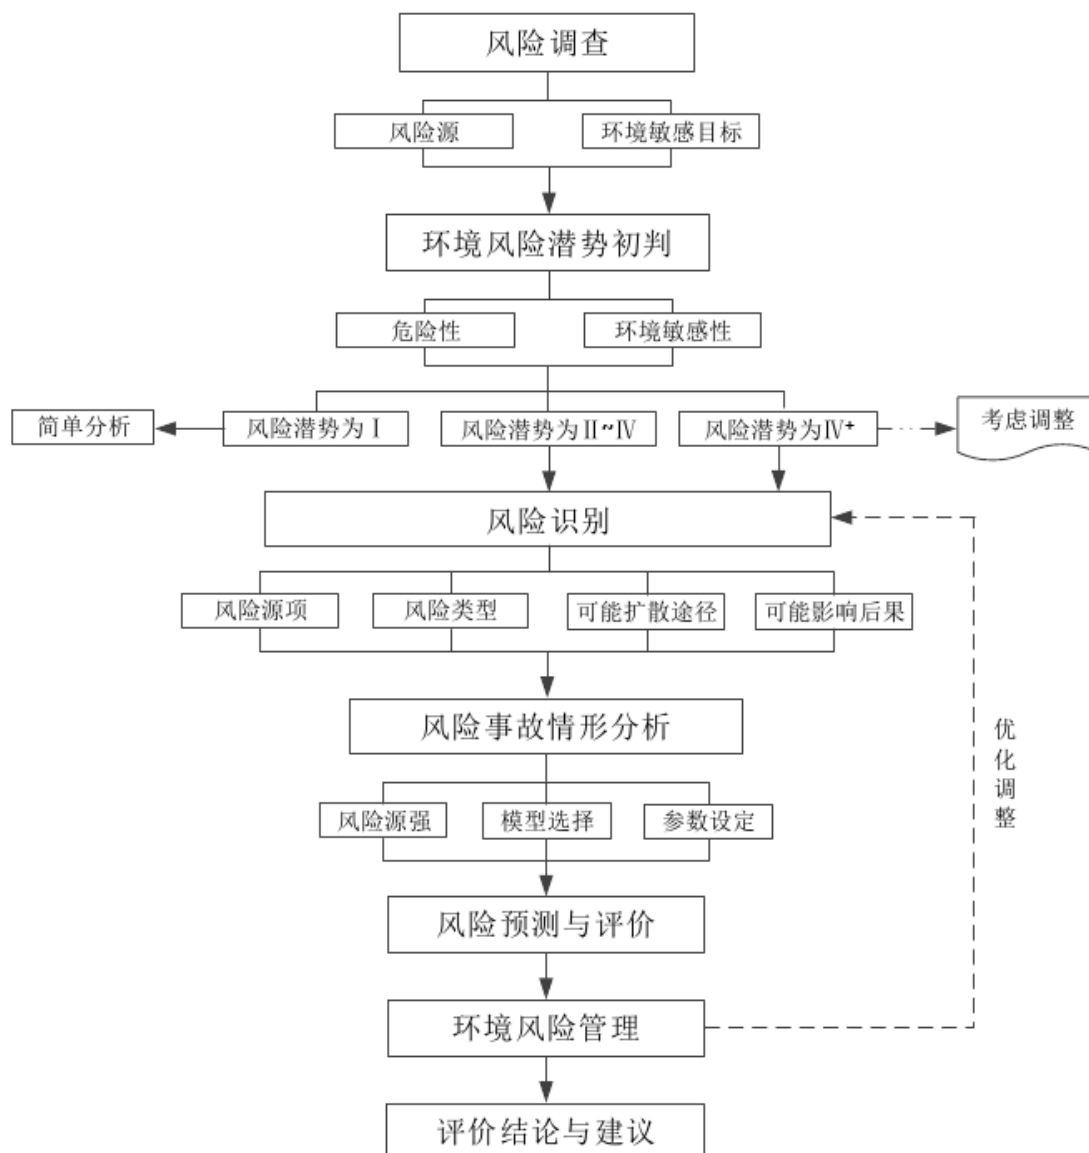 风险调查
风险源
环境敏感目标
环境风险潜势初判
危险性
环境敏感性
简单分析
风险潜势为Ⅰ
风险潜势为Ⅱ~Ⅳ
风险潜势为Ⅳ⁺
考虑调整
风险识别
风险源项
风险类型
可能扩散途径
可能影响后果
风险事故情形分析
优化调整
风险源强
模型选择
参数设定
风险预测与评价
环境风险管理
评价结论与建议